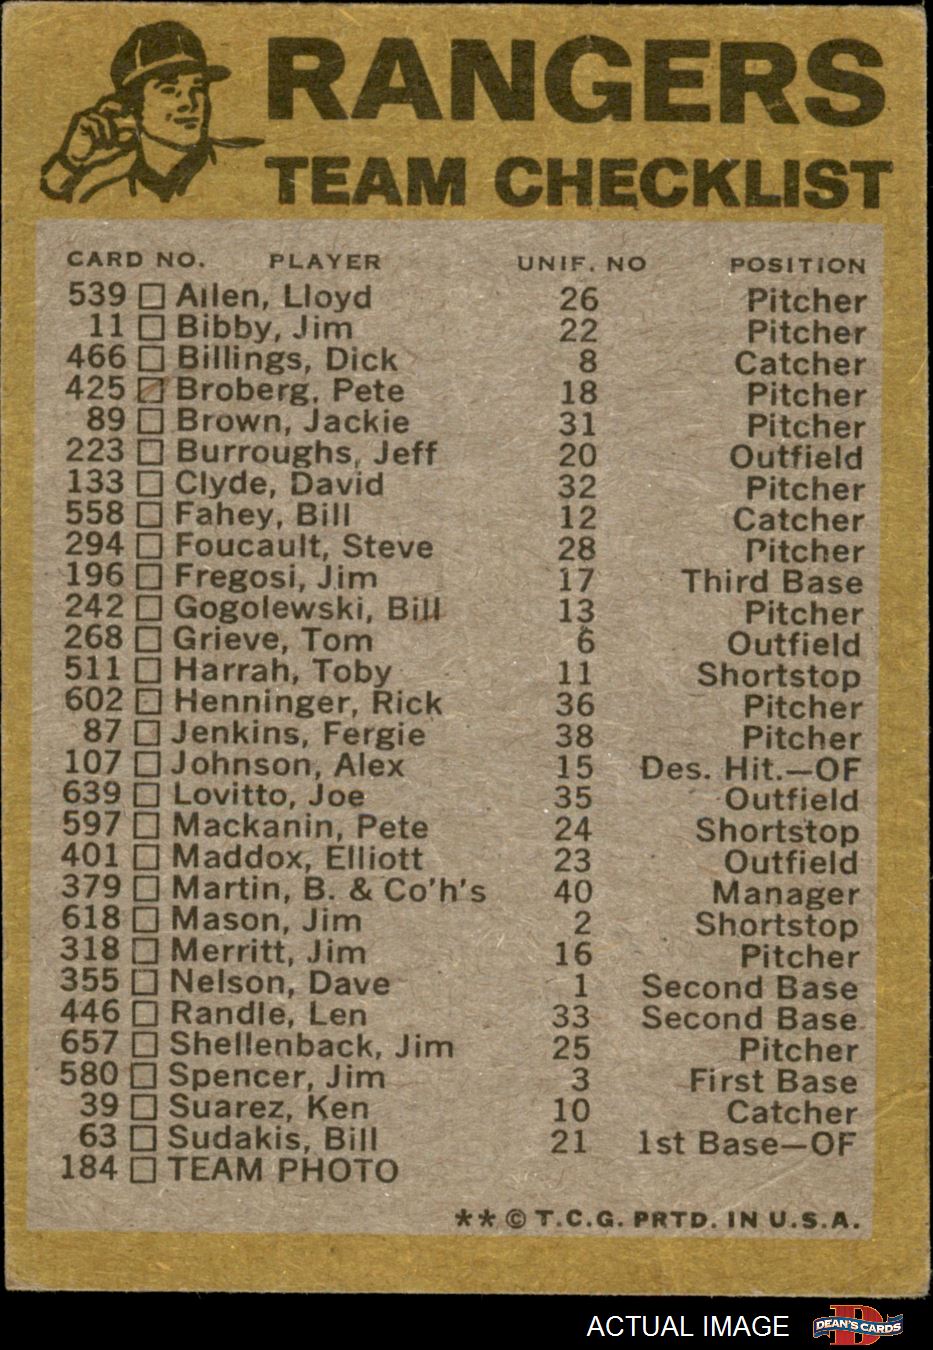 RANGERS
TEAM CHECKLIST
CARD NO. PLAYER UNIF. NO POSITION
539 Allen, Lloyd 26 Pitcher
11 Bibby, Jim 22 Pitcher
466 Billings, Dick 8 Catcher
425 Broberg, Pete 18 Pitcher
89 Brown, Jackie 31 Pitcher
223 Burroughs, Jeff 20 Outfield
133 Clyde, David 32 Pitcher
558 Fahey, Bill 12 Catcher
294 Foucault, Steve 28 Pitcher
196 Fregosi, Jim 17 Third Base
242 Gogolewski, Bill 13 Pitcher
268 Grieve, Tom 6 Outfield
511 Harrah, Toby 11 Shortstop
602 Henninger, Rick 36 Pitcher
87 Jenkins, Fergie 38 Pitcher
107 Johnson, Alex 15 Des. Hit.—OF
639 Lovitto, Joe 35 Outfield
597 Mackanin, Pete 24 Shortstop
401 Maddox, Elliott 23 Outfield
379 Martin, B. & Co'h's 40 Manager
618 Mason, Jim 2 Shortstop
318 Merritt, Jim 16 Pitcher
355 Nelson, Dave 1 Second Base
446 Randle, Len 33 Second Base
657 Shellenback, Jim 25 Pitcher
580 Spencer, Jim 3 First Base
39 Suarez, Ken 10 Catcher
63 Sudakis, Bill 21 1st Base—OF
184 TEAM PHOTO
** © T.C.G. PRTD. IN U.S.A.
ACTUAL IMAGE D DEAN'S CARDS